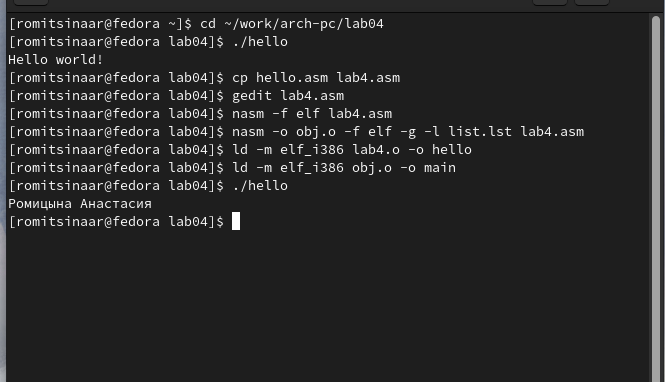 [romitsinaar@fedora ~]$ cd ~/work/arch-pc/lab04
[romitsinaar@fedora lab04]$ ./hello
Hello world!
[romitsinaar@fedora lab04]$ cp hello.asm lab4.asm
[romitsinaar@fedora lab04]$ gedit lab4.asm
[romitsinaar@fedora lab04]$ nasm -f elf lab4.asm
[romitsinaar@fedora lab04]$ nasm -o obj.o -f elf -g -l list.lst lab4.asm
[romitsinaar@fedora lab04]$ ld -m elf_i386 lab4.o -o hello
[romitsinaar@fedora lab04]$ ld -m elf_i386 obj.o -o main
[romitsinaar@fedora lab04]$ ./hello
Ромицына Анастасия
[romitsinaar@fedora lab04]$